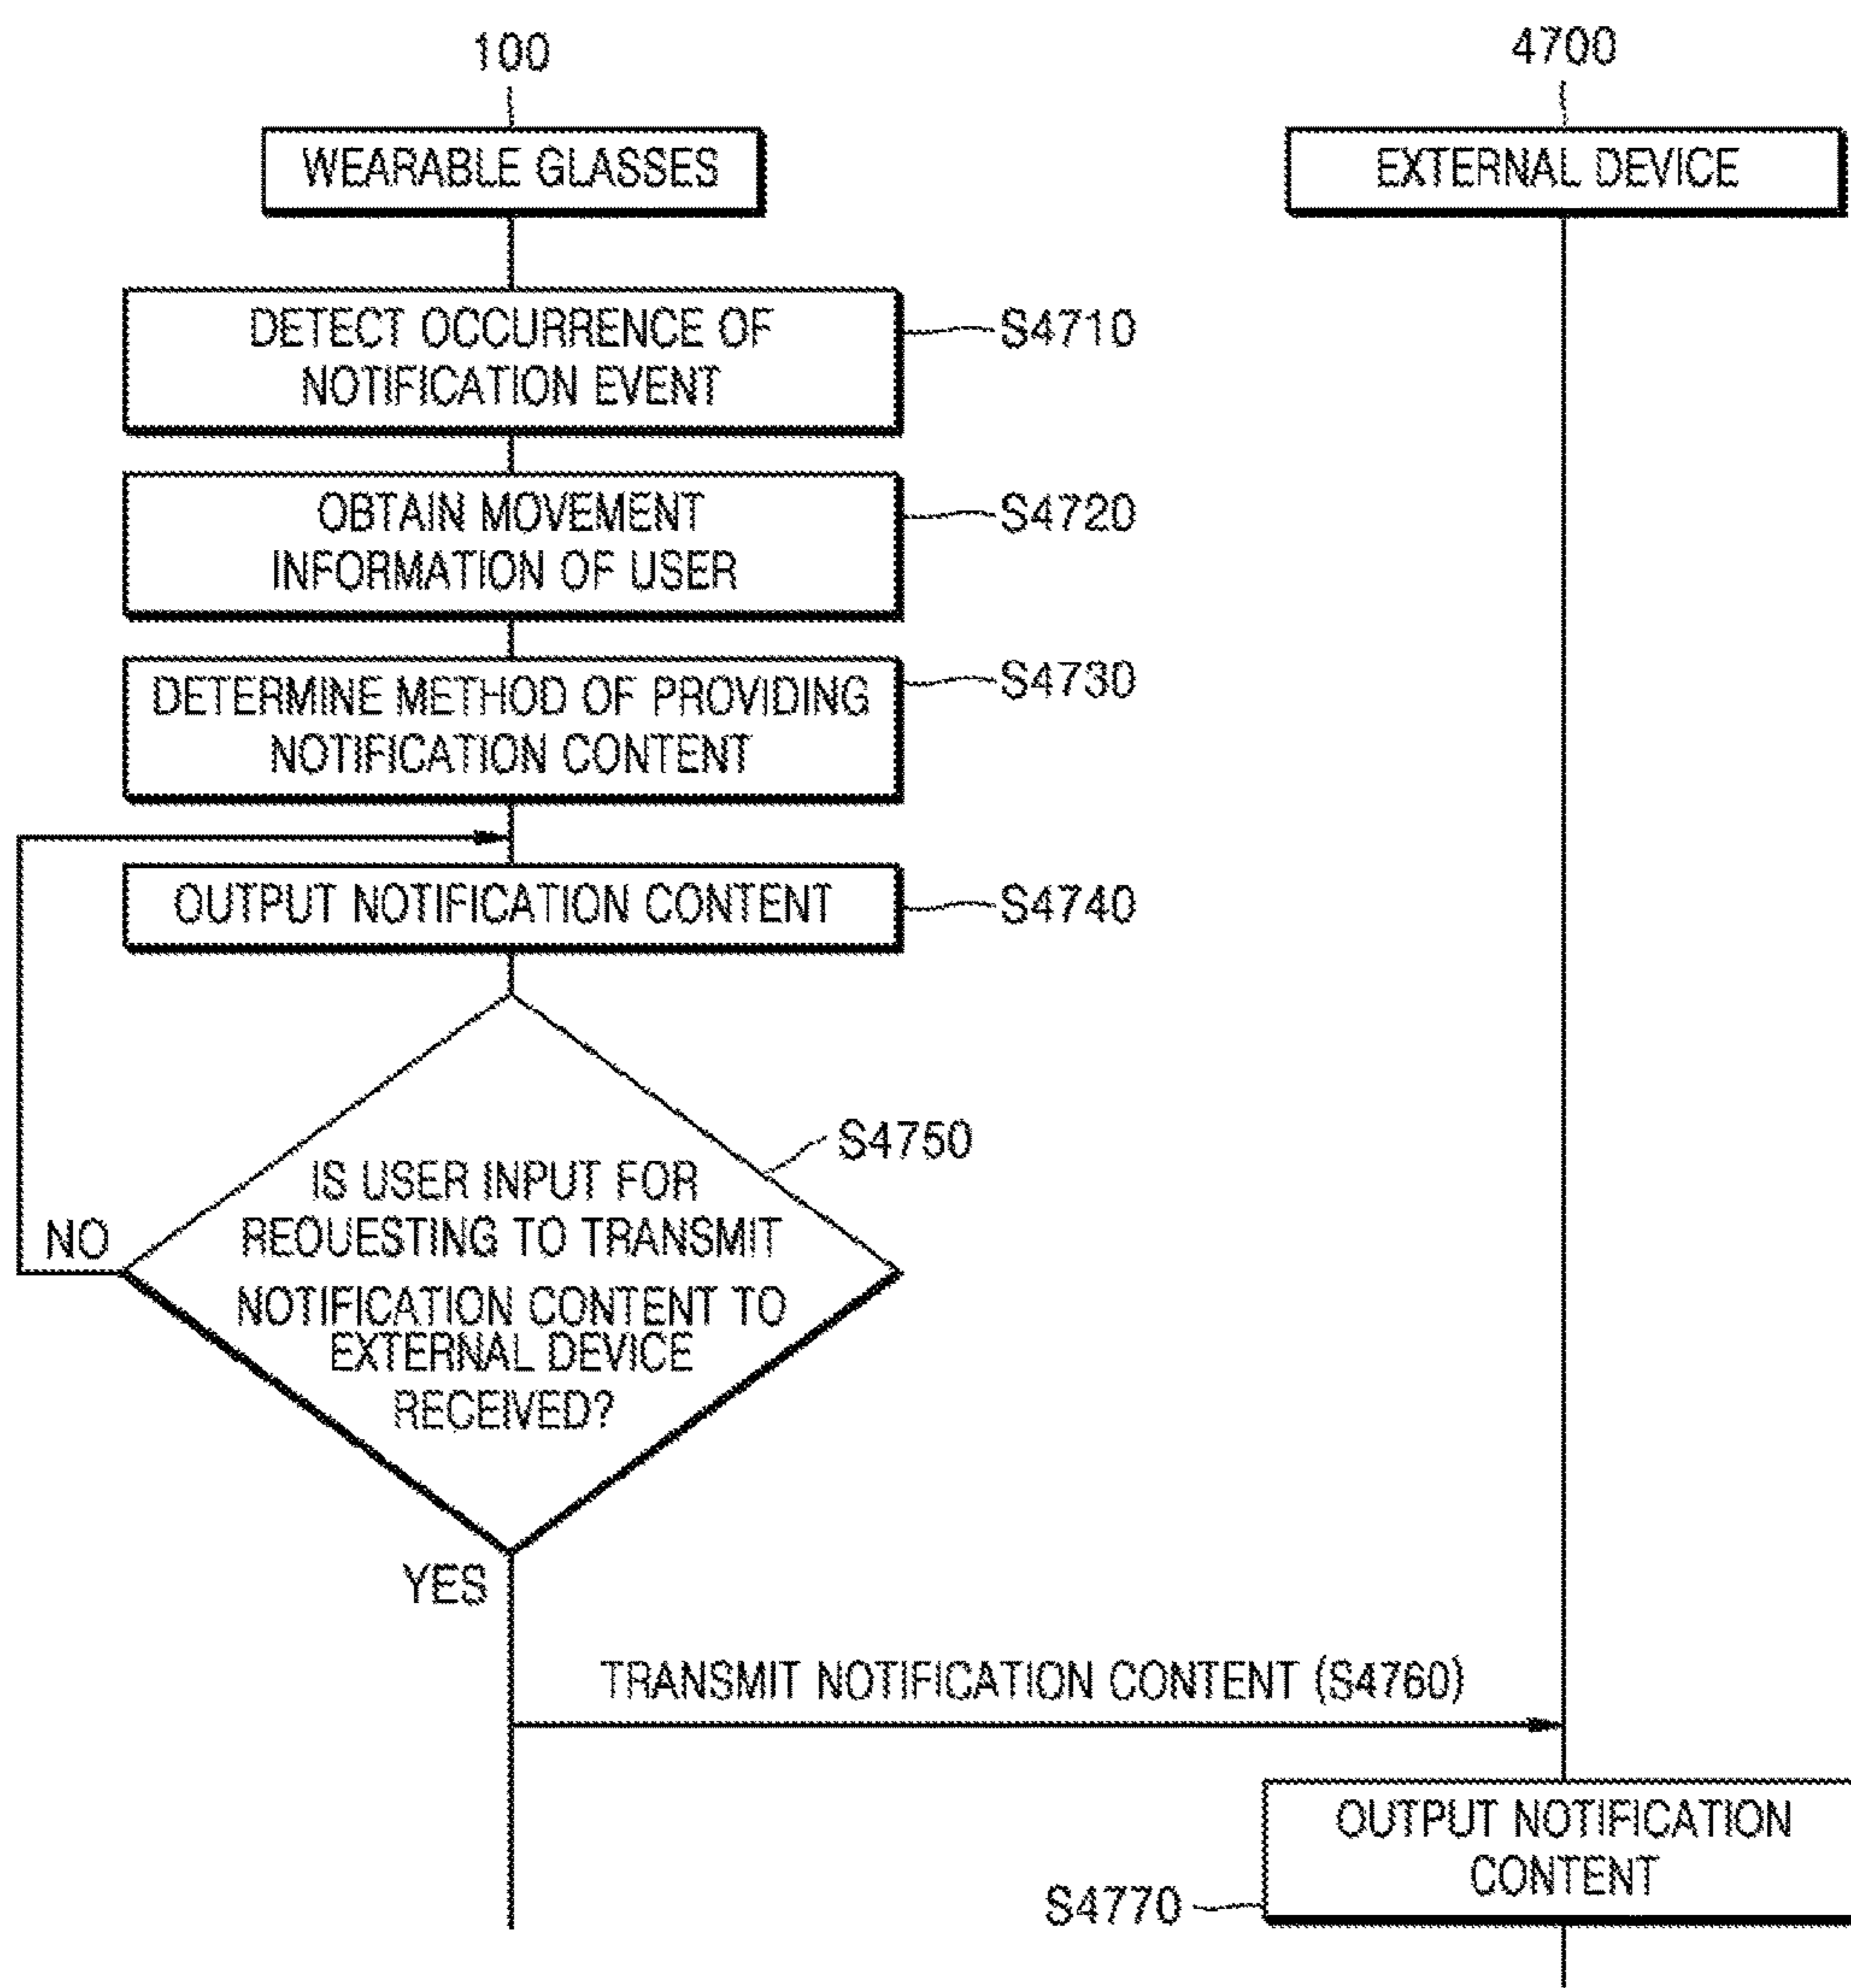 100
4700
WEARABLE GLASSES
EXTERNAL DEVICE
DETECT OCCURRENCE OF
NOTIFICATION EVENT
S4710
OBTAIN MOVEMENT
INFORMATION OF USER
S4720
DETERMINE METHOD OF PROVIDING
NOTIFICATION CONTENT
S4730
OUTPUT NOTIFICATION CONTENT
S4740
S4750
IS USER INPUT FOR
REQUESTING TO TRANSMIT
NOTIFICATION CONTENT TO
EXTERNAL DEVICE
RECEIVED?
NO
YES
TRANSMIT NOTIFICATION CONTENT (S4760)
OUTPUT NOTIFICATION
CONTENT
S4770